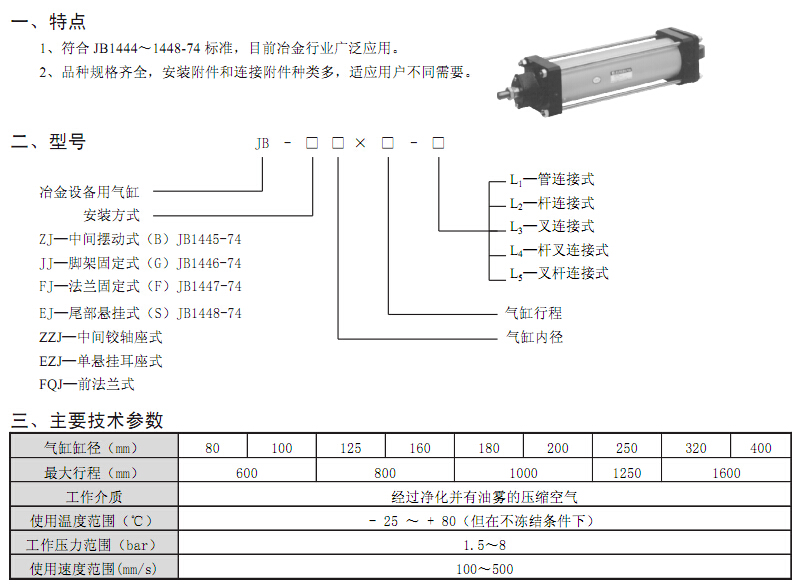 一、特点
1、符合 JB1444～1448-74 标准，目前冶金行业广泛应用。
2、品种规格齐全，安装附件和连接附件种类多，适应用户不同需要。
二、型号
JB - □ □ × □ - □
冶金设备用气缸
安装方式
ZJ—中间摆动式（B）JB1445-74
JJ—脚架固定式（G）JB1446-74
FJ—法兰固定式（F）JB1447-74
EJ—尾部悬挂式（S）JB1448-74
ZZJ—中间铰轴座式
EZJ—单悬挂耳座式
FQJ—前法兰式
L1—管连接式
L2—杆连接式
L3—叉连接式
L4—杆叉连接式
L5—叉杆连接式
气缸行程
气缸内径
三、主要技术参数
气缸缸径（mm） 80 100 125 160 180 200 250 320 400
最大行程（mm） 600 800 1000 1250 1600
工作介质 经过净化并有油雾的压缩空气
使用温度范围（℃） - 25 ～ + 80（但在不冻结条件下）
工作压力范围（bar） 1.5～8
使用速度范围(mm/s) 100～500